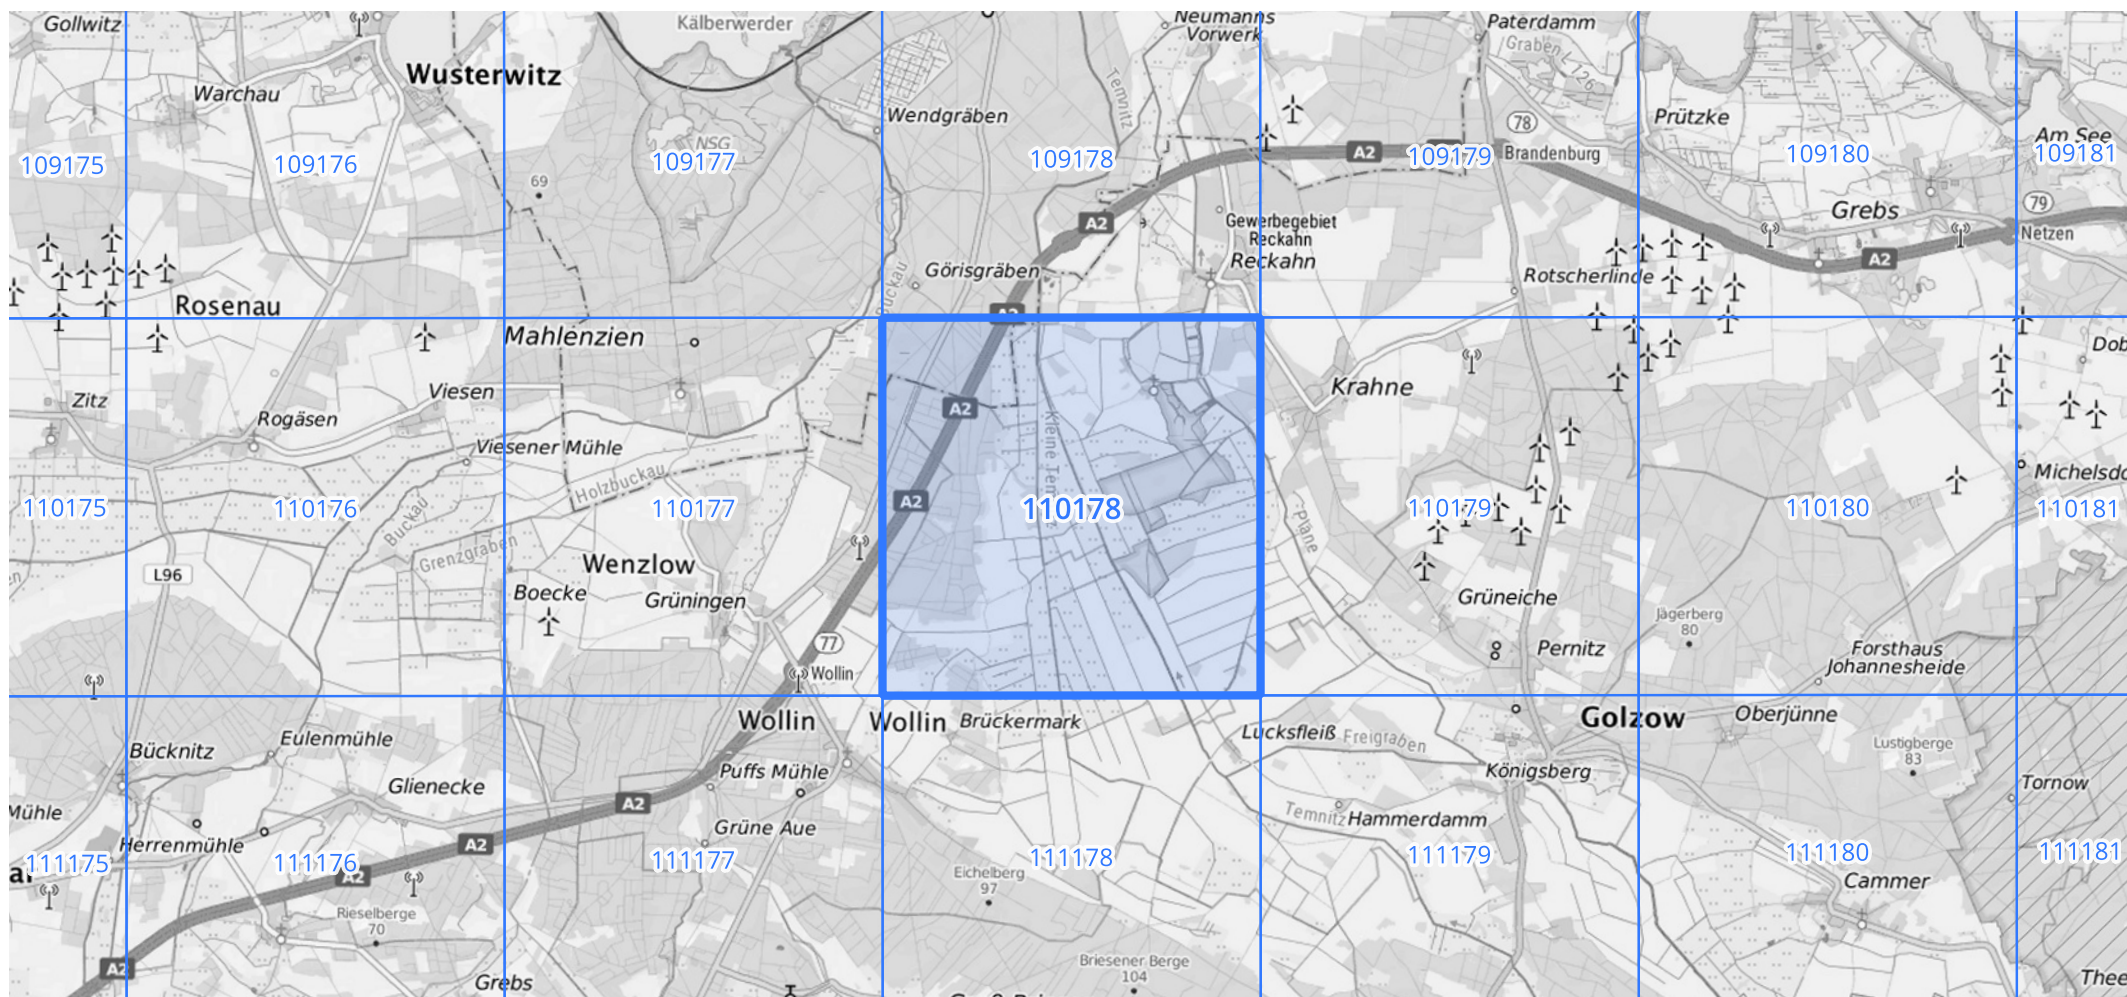 Gollwitz
Kälberwerder
Neumanns
Vorwerk
Paterdamm
Graben L 126
Wusterwitz
Warchau
Temnitz
Wendgräben
Prützke
78
Am See
NSG
A2
Brandenburg
109175
109176
109177
109178
109179
109180
109181
69
79
Grebs
A2
Gewerbegebiet
Reckahn
Netzen
A2
Reckahn
Görisgräben
Rotscherlinde
Buckau
Rosenau
A2
Mahlenzien
Dob
Zitz
Viesen
Krahne
A2
Rogäsen
Viesener Mühle
Kleine Temnitz
Holzbuckau
Michelsdo
A2
110175
110176
110177
110178
110179
110180
110181
Buckau
Plane
Grenzgraben
Wenzlow
L96
Boecke
Grüningen
Grüneiche
Jägerberg
80
77
Pernitz
Forsthaus
Johannesheide
Wollin
Wollin
Wollin
Brückermark
Golzow
Oberjünne
Lucksfleiß
Freigraben
Bücknitz
Eulenmühle
Lustigberge
83
Puffs Mühle
Königsberg
Glienecke
Tornow
Mühle
A2
Temnitz
Hammerdamm
Grüne Aue
Herrenmühle
A2
111175
111176
111177
111178
111179
111180
111181
A2
Eichelberg
97
Cammer
Rieselberge
70
Briesener Berge
104
A2
Grebs
Thee